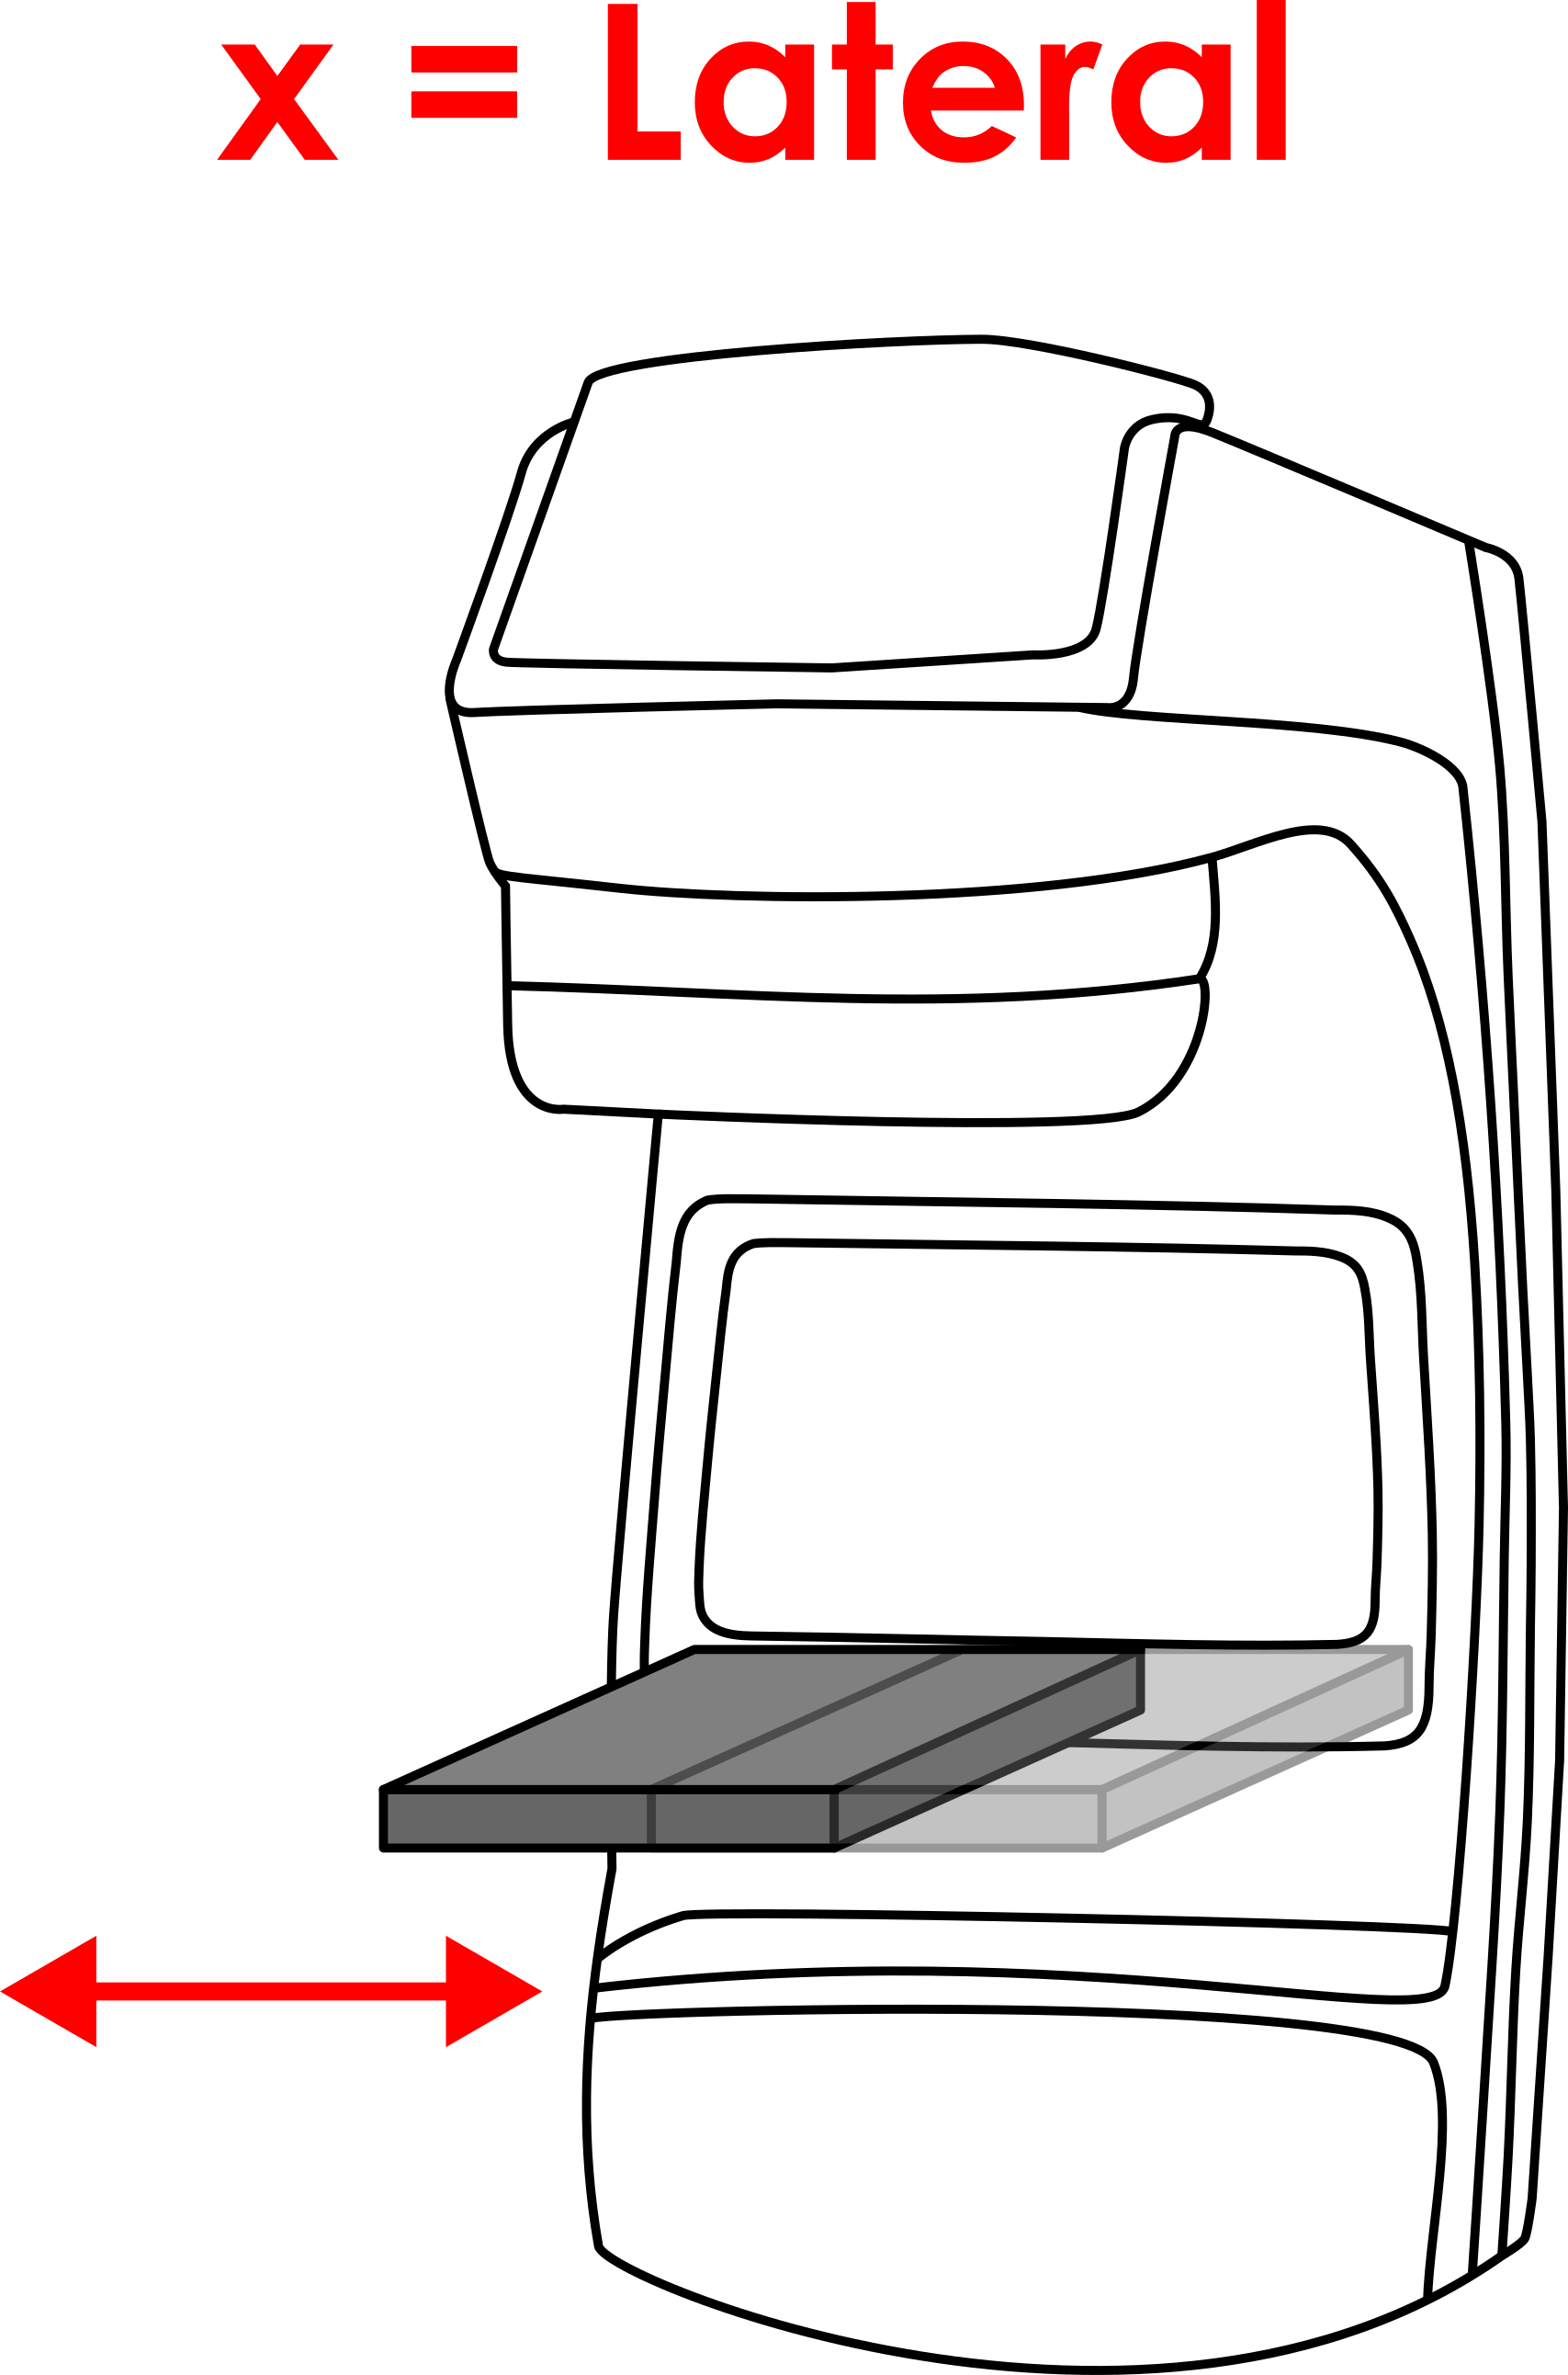 x = Lateral